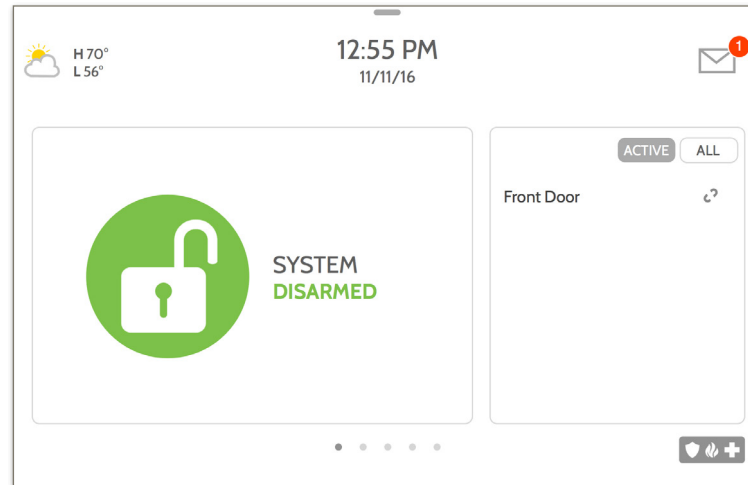 H 70°
L 56°
12:55 PM
11/11/16
1
SYSTEM
DISARMED
ACTIVE ALL
Front Door